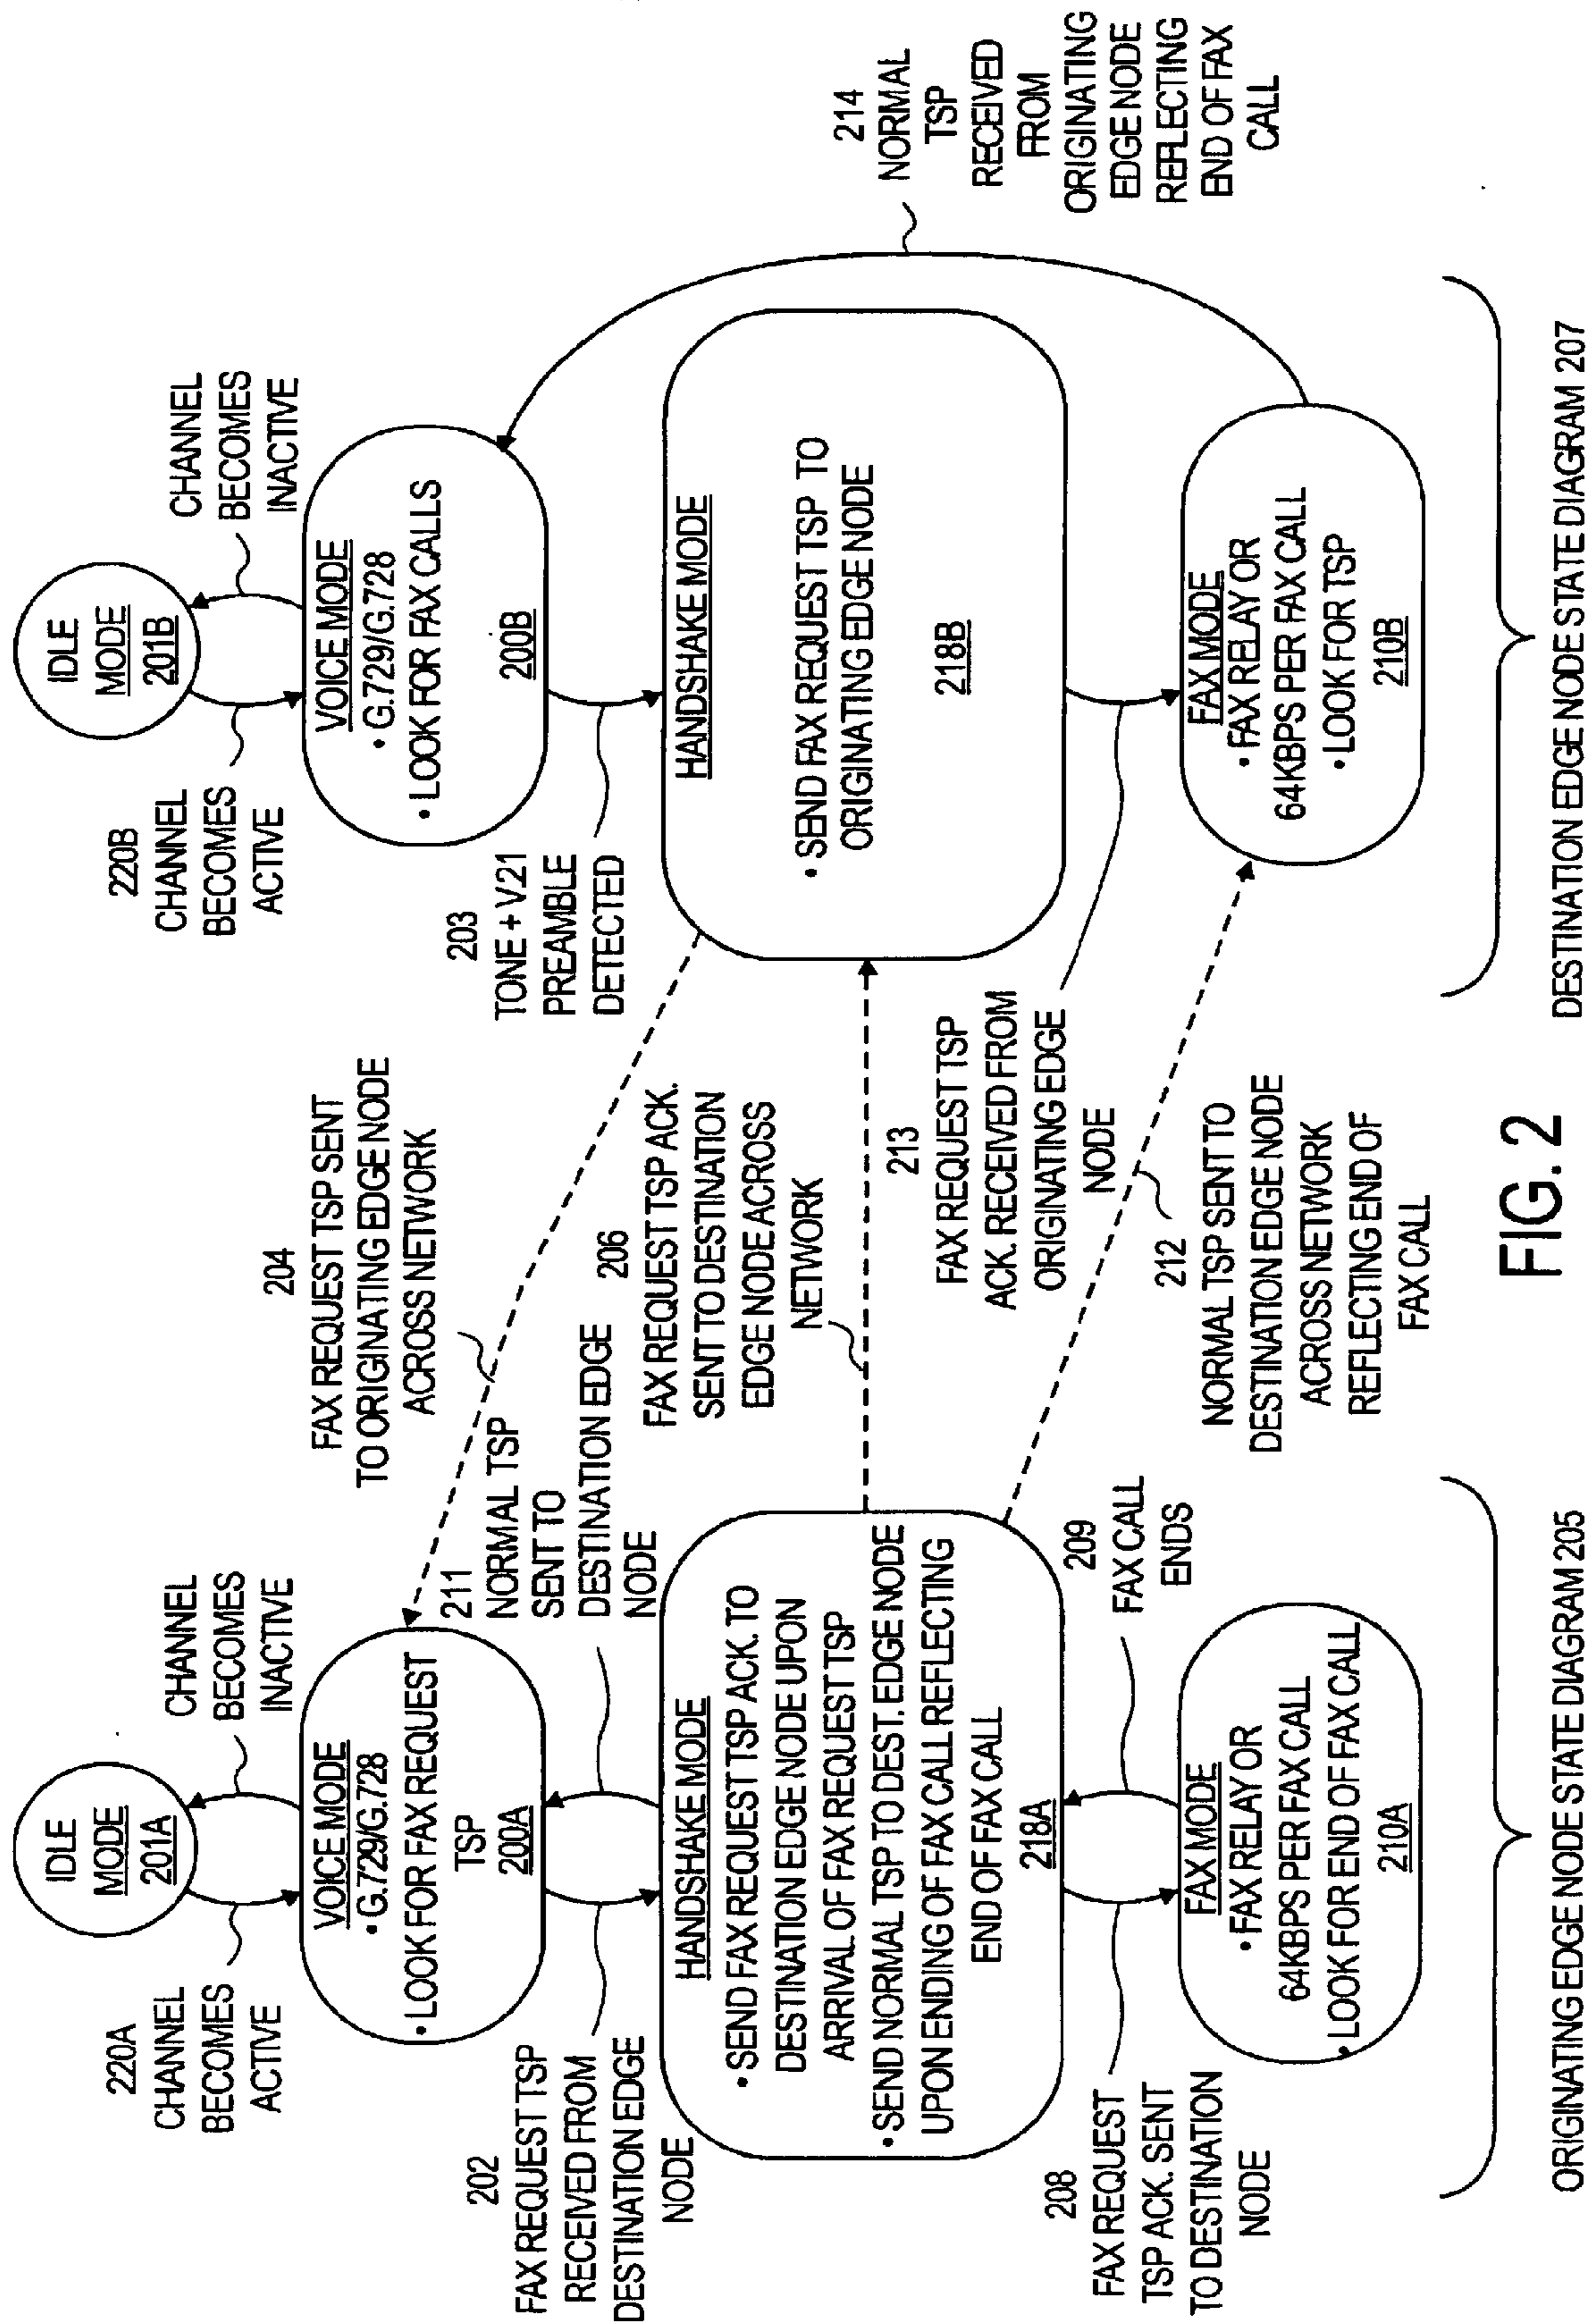 220A
CHANNEL
BECOMES
ACTIVE
IDLE
MODE
201A
CHANNEL
BECOMES
INACTIVE
VOICE MODE
• G.729/G.728
• LOOK FOR FAX REQUEST
TSP
200A
202
FAX REQUEST TSP
RECEIVED FROM
DESTINATION EDGE
NODE
211
NORMAL TSP
SENT TO
DESTINATION EDGE
NODE
HANDSHAKE MODE
• SEND FAX REQUEST TSP ACK. TO
DESTINATION EDGE NODE UPON
ARRIVAL OF FAX REQUEST TSP
• SEND NORMAL TSP TO DEST. EDGE NODE
UPON ENDING OF FAX CALL REFLECTING
END OF FAX CALL
218A
208
FAX REQUEST
TSP ACK. SENT
TO DESTINATION
NODE
209
FAX CALL
ENDS
FAX MODE
• FAX RELAY OR
64KBPS PER FAX CALL
• LOOK FOR END OF FAX CALL
210A
ORIGINATING EDGE NODE STATE DIAGRAM 205
204
FAX REQUEST TSP SENT
TO ORIGINATING EDGE NODE
ACROSS NETWORK
206
FAX REQUEST TSP ACK.
SENT TO DESTINATION
EDGE NODE ACROSS
NETWORK
213
FAX REQUEST TSP
ACK. RECEIVED FROM
ORIGINATING EDGE
NODE
212
NORMAL TSP SENT TO
DESTINATION EDGE NODE
ACROSS NETWORK
REFLECTING END OF
FAX CALL
220B
CHANNEL
BECOMES
ACTIVE
IDLE
MODE
201B
CHANNEL
BECOMES
INACTIVE
VOICE MODE
• G.729/G.728
• LOOK FOR FAX CALLS
200B
203
TONE + V.21
PREAMBLE
DETECTED
HANDSHAKE MODE
• SEND FAX REQUEST TSP TO
ORIGINATING EDGE NODE
218B
FAX MODE
• FAX RELAY OR
64KBPS PER FAX CALL
• LOOK FOR TSP
210B
214
NORMAL
TSP
RECEIVED
FROM
ORIGINATING
EDGE NODE
REFLECTING
END OF FAX
CALL
DESTINATION EDGE NODE STATE DIAGRAM 207
FIG. 2